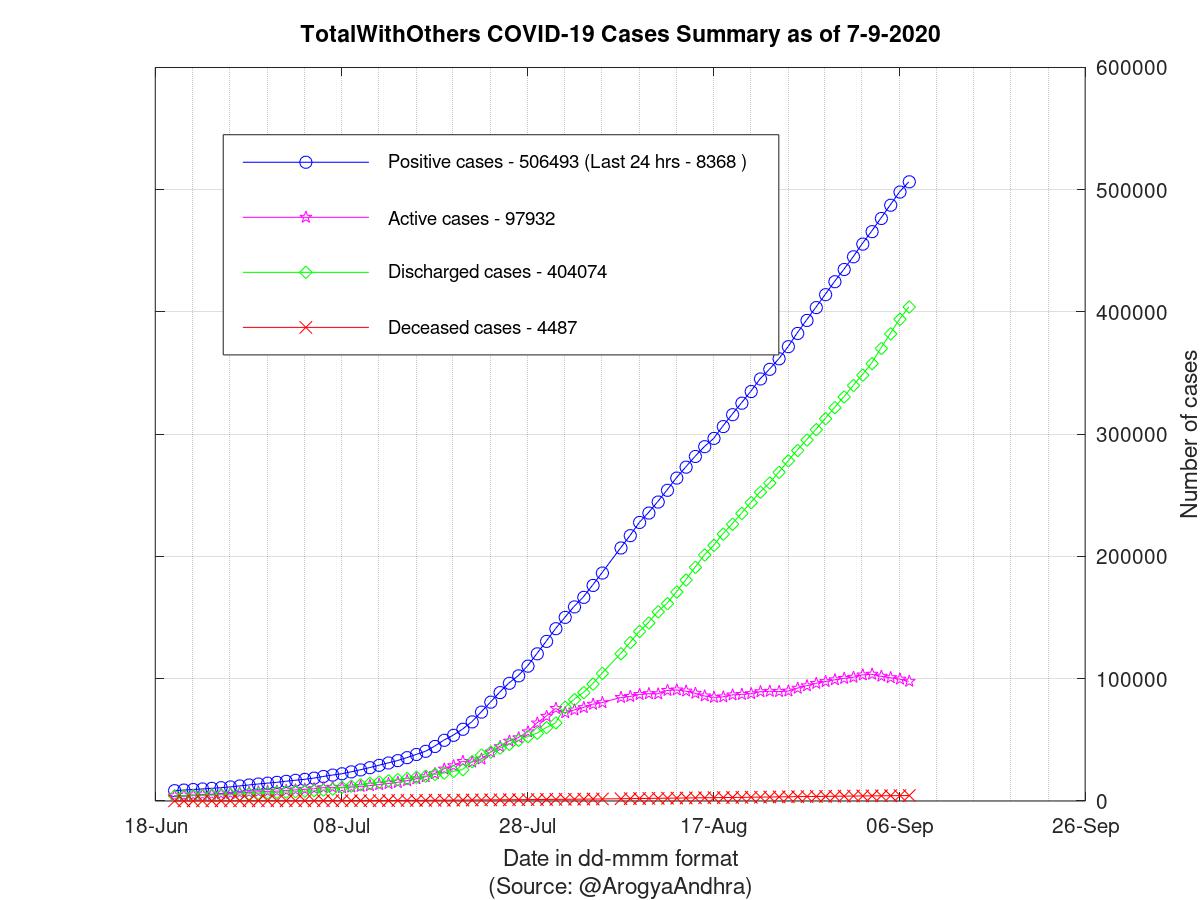 TotalWithOthers COVID-19 Cases Summary as of 7-9-2020
Positive cases - 506493 (Last 24 hrs - 8368 )
Active cases - 97932
Discharged cases - 404074
Deceased cases - 4487
600000
500000
400000
300000
200000
100000
0
Number of cases
18-Jun 08-Jul 28-Jul 17-Aug 06-Sep 26-Sep
Date in dd-mmm format
(Source: @ArogyaAndhra)